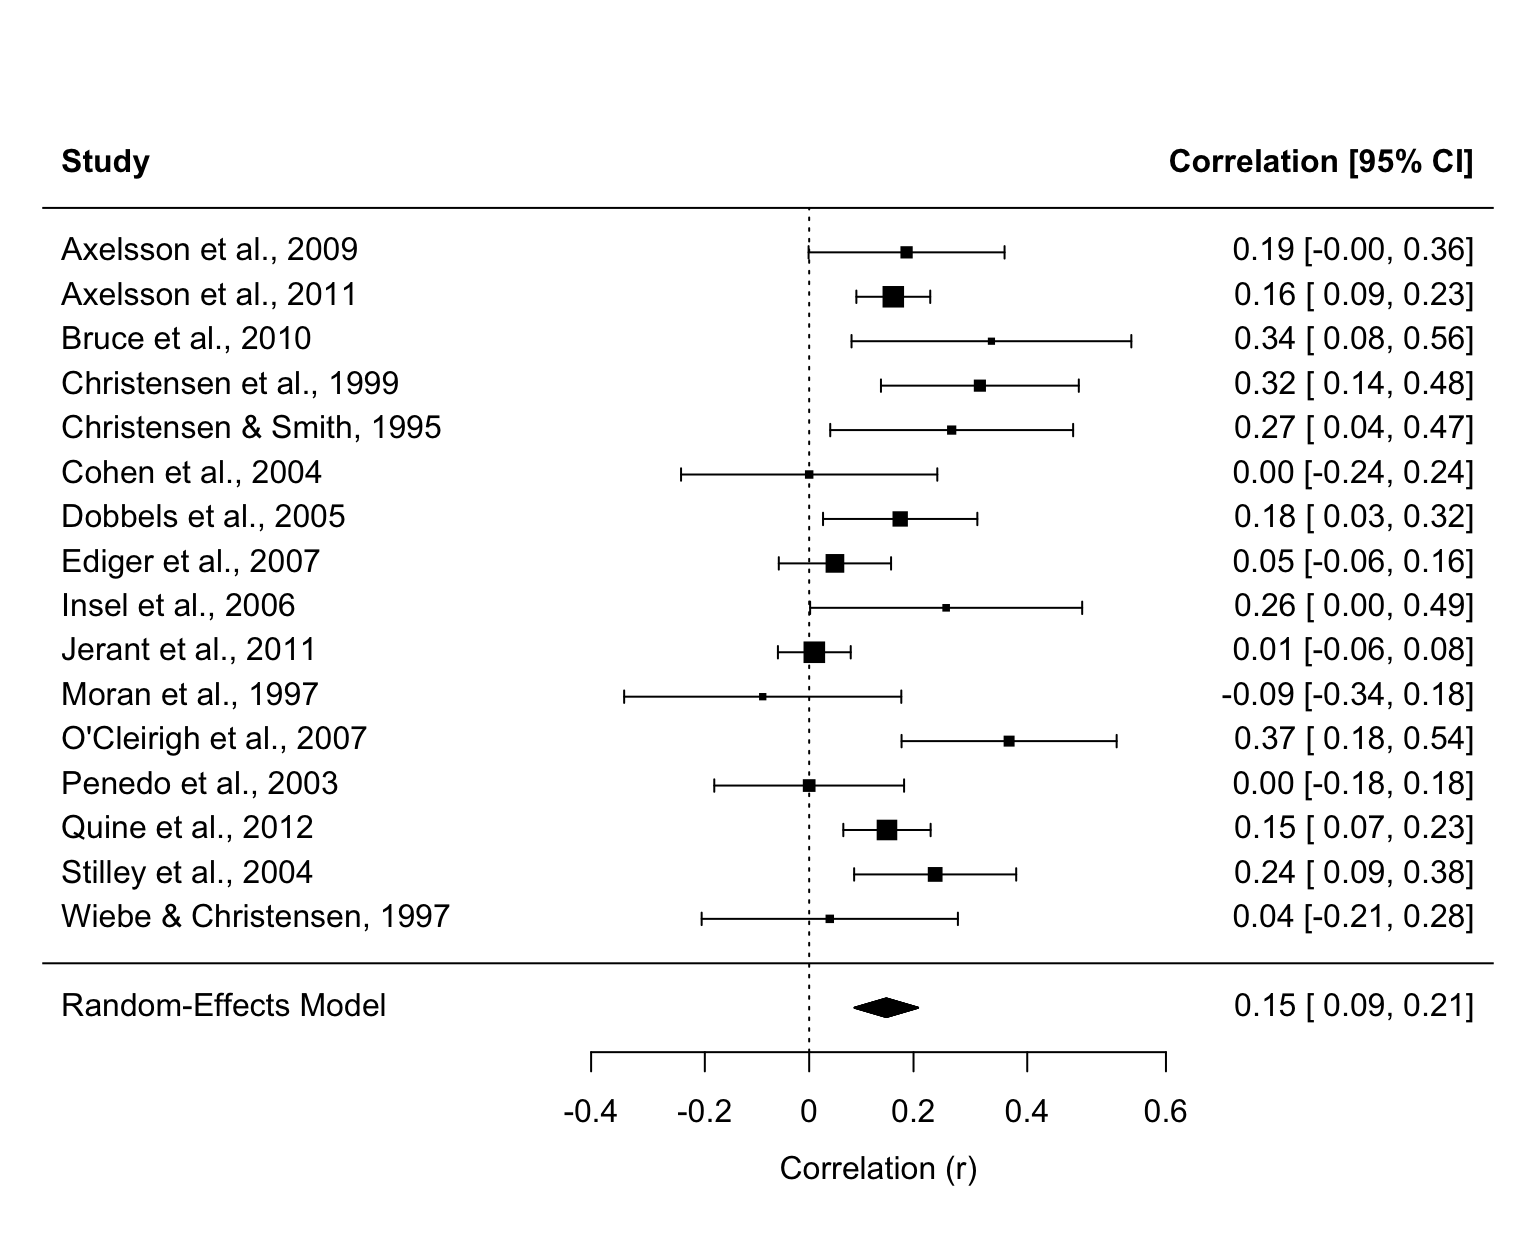 Study Correlation [95% CI]
Axelsson et al., 2009 0.19 [-0.00, 0.36]
Axelsson et al., 2011 0.16 [ 0.09, 0.23]
Bruce et al., 2010 0.34 [ 0.08, 0.56]
Christensen et al., 1999 0.32 [ 0.14, 0.48]
Christensen & Smith, 1995 0.27 [ 0.04, 0.47]
Cohen et al., 2004 0.00 [-0.24, 0.24]
Dobbels et al., 2005 0.18 [ 0.03, 0.32]
Ediger et al., 2007 0.05 [-0.06, 0.16]
Insel et al., 2006 0.26 [ 0.00, 0.49]
Jerant et al., 2011 0.01 [-0.06, 0.08]
Moran et al., 1997 -0.09 [-0.34, 0.18]
O'Cleirigh et al., 2007 0.37 [ 0.18, 0.54]
Penedo et al., 2003 0.00 [-0.18, 0.18]
Quine et al., 2012 0.15 [ 0.07, 0.23]
Stilley et al., 2004 0.24 [ 0.09, 0.38]
Wiebe & Christensen, 1997 0.04 [-0.21, 0.28]
Random-Effects Model 0.15 [ 0.09, 0.21]
-0.4 -0.2 0 0.2 0.4 0.6
Correlation (r)